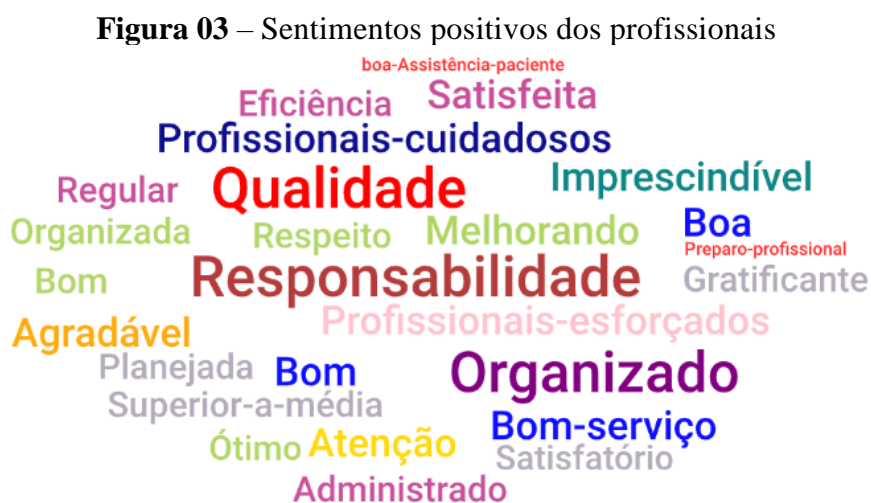 Figura 03 – Sentimentos positivos dos profissionais
boa-Assistência-paciente
Eficiência Satisfeita
Profissionais-cuidadosos
Regular Qualidade Imprescindível
Organizada Respeito Melhorando Boa
Preparo-profissional
Bom Responsabilidade Gratificante
Agradável Profissionais-esforçados
Planejada Bom Organizado
Superior-a-média
Bom-serviço
Ótimo Atenção Satisfatório
Administrado